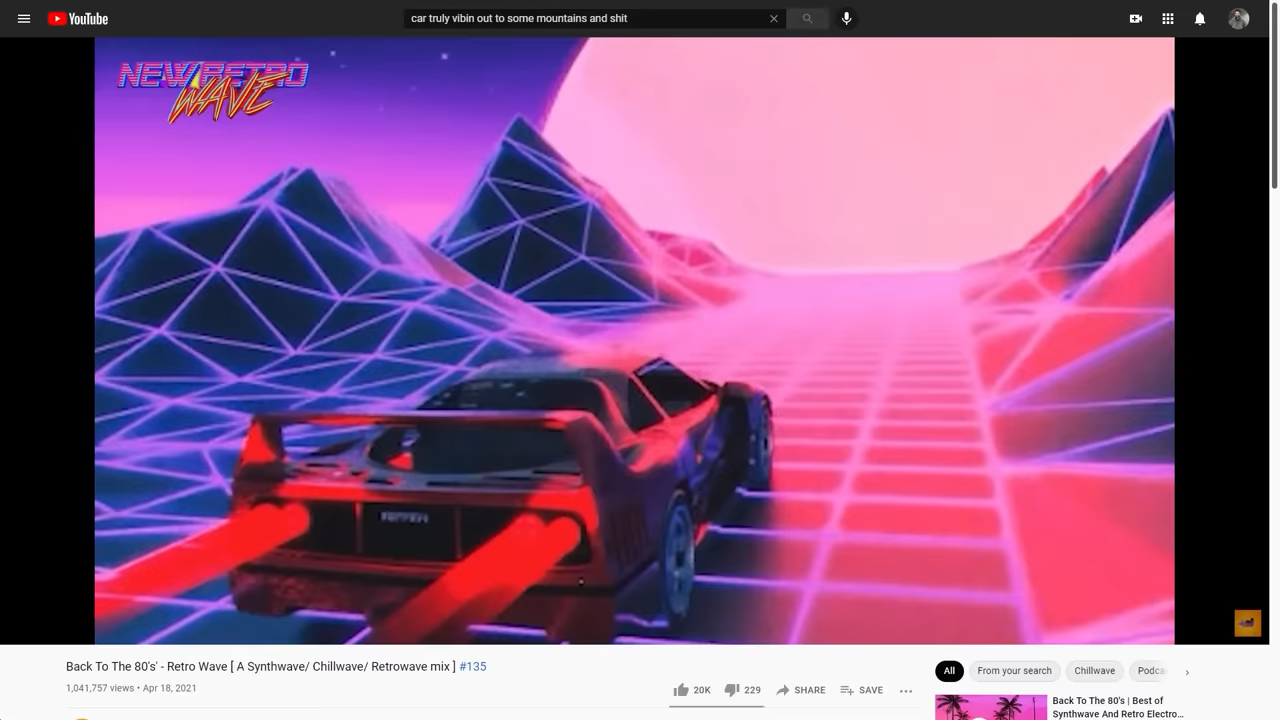 YouTube
car truly vibin out to some mountains and shit
NEW RETRO
WAVE
Back To The 80's' - Retro Wave [ A Synthwave/ Chillwave/ Retrowave mix ] #135
1,041,757 views • Apr 18, 2021
20K
229
SHARE
SAVE
All
From your search
Chillwave
Podca
Back To The 80's | Best of
Synthwave And Retro Electro...